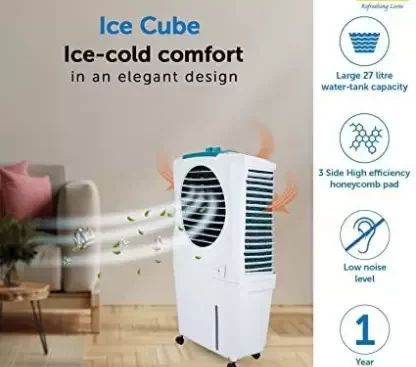 Ice Cube
Ice-cold comfort
in an elegant design
Refreshing Living
Large 27 litre
water-tank capacity
3 Side High efficiency
honeycomb pad
Low noise
level
1
Year